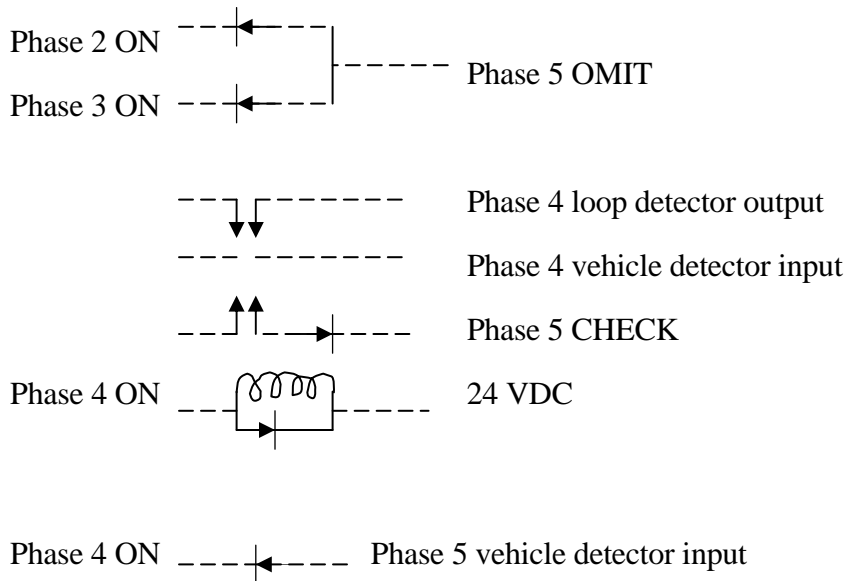 Phase 2 ON
Phase 5 OMIT
Phase 3 ON
Phase 4 loop detector output
Phase 4 vehicle detector input
Phase 5 CHECK
Phase 4 ON
24 VDC
Phase 4 ON
Phase 5 vehicle detector input